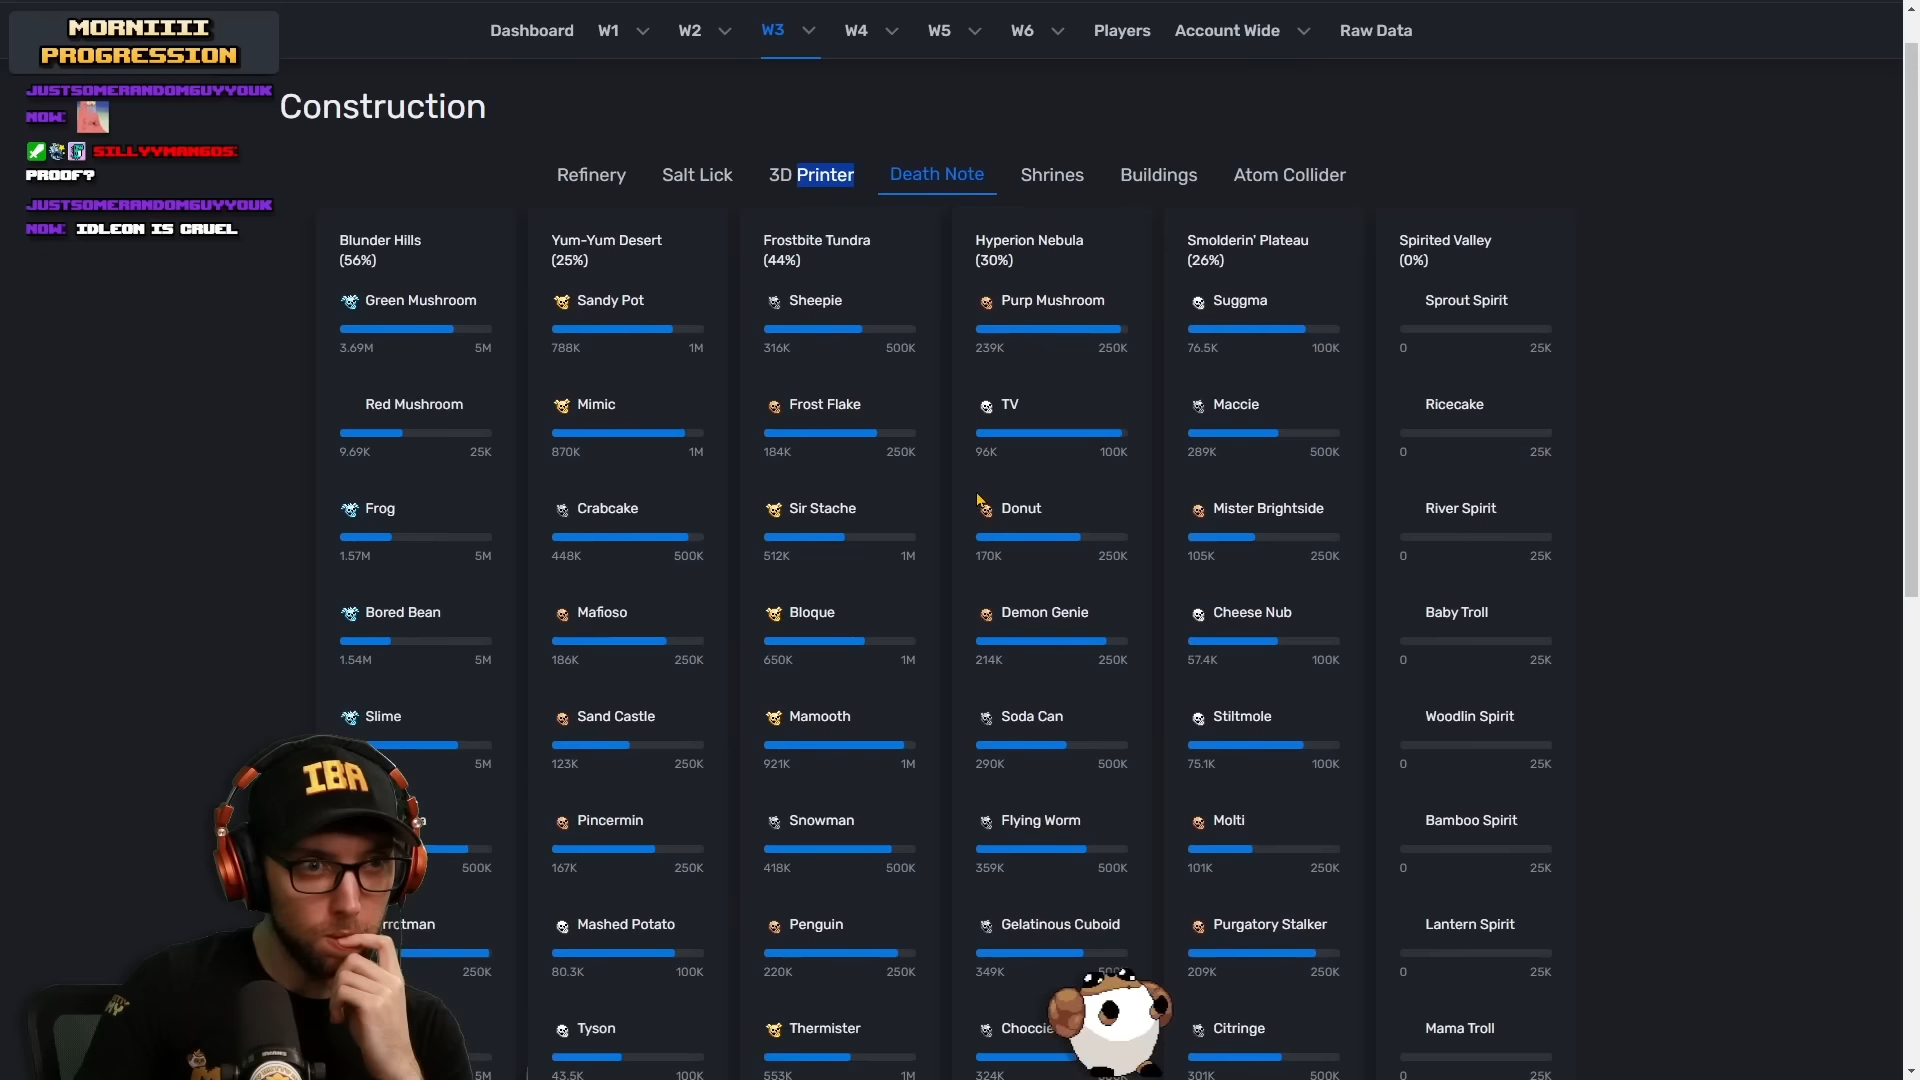 MORNIIII
PROGRESSION
Dashboard W1 W2 W3 W4 W5 W6 Players Account Wide Raw Data
JUSTSOMERANDOMGUYYOUK
NOW:
SILLYYMANGOS:
PROOF?
JUSTSOMERANDOMGUYYOUK
NOW: IDLEON IS CRUEL
Construction
Refinery Salt Lick 3D Printer Death Note Shrines Buildings Atom Collider
Blunder Hills Yum-Yum Desert Frostbite Tundra Hyperion Nebula Smolderin' Plateau Spirited Valley
(56%) (25%) (44%) (30%) (26%) (0%)
Green Mushroom Sandy Pot Sheepie Purp Mushroom Suggma Sprout Spirit
3.69M 5M 788K 1M 316K 500K 239K 250K 76.5K 100K 0 25K
Red Mushroom Mimic Frost Flake TV Maccie Ricecake
9.69K 25K 870K 1M 184K 250K 96K 100K 289K 500K 0 25K
Frog Crabcake Sir Stache Donut Mister Brightside River Spirit
1.57M 5M 448K 500K 512K 1M 170K 250K 105K 250K 0 25K
Bored Bean Mafioso Bloque Demon Genie Cheese Nub Baby Troll
1.54M 5M 186K 250K 650K 1M 214K 250K 57.4K 100K 0 25K
Slime Sand Castle Mamooth Soda Can Stiltmole Woodlin Spirit
5M 123K 250K 921K 1M 290K 500K 75.1K 100K 0 25K
IBA
Pincermin Snowman Flying Worm Molti Bamboo Spirit
500K 167K 250K 418K 500K 359K 500K 101K 250K 0 25K
rrotman Mashed Potato Penguin Gelatinous Cuboid Purgatory Stalker Lantern Spirit
250K 80.3K 100K 220K 250K 349K 209K 250K 0 25K
Tyson Thermister Choccie Citringe Mama Troll
5M 43.5K 100K 553K 1M 324K 301K 500K 0 25K